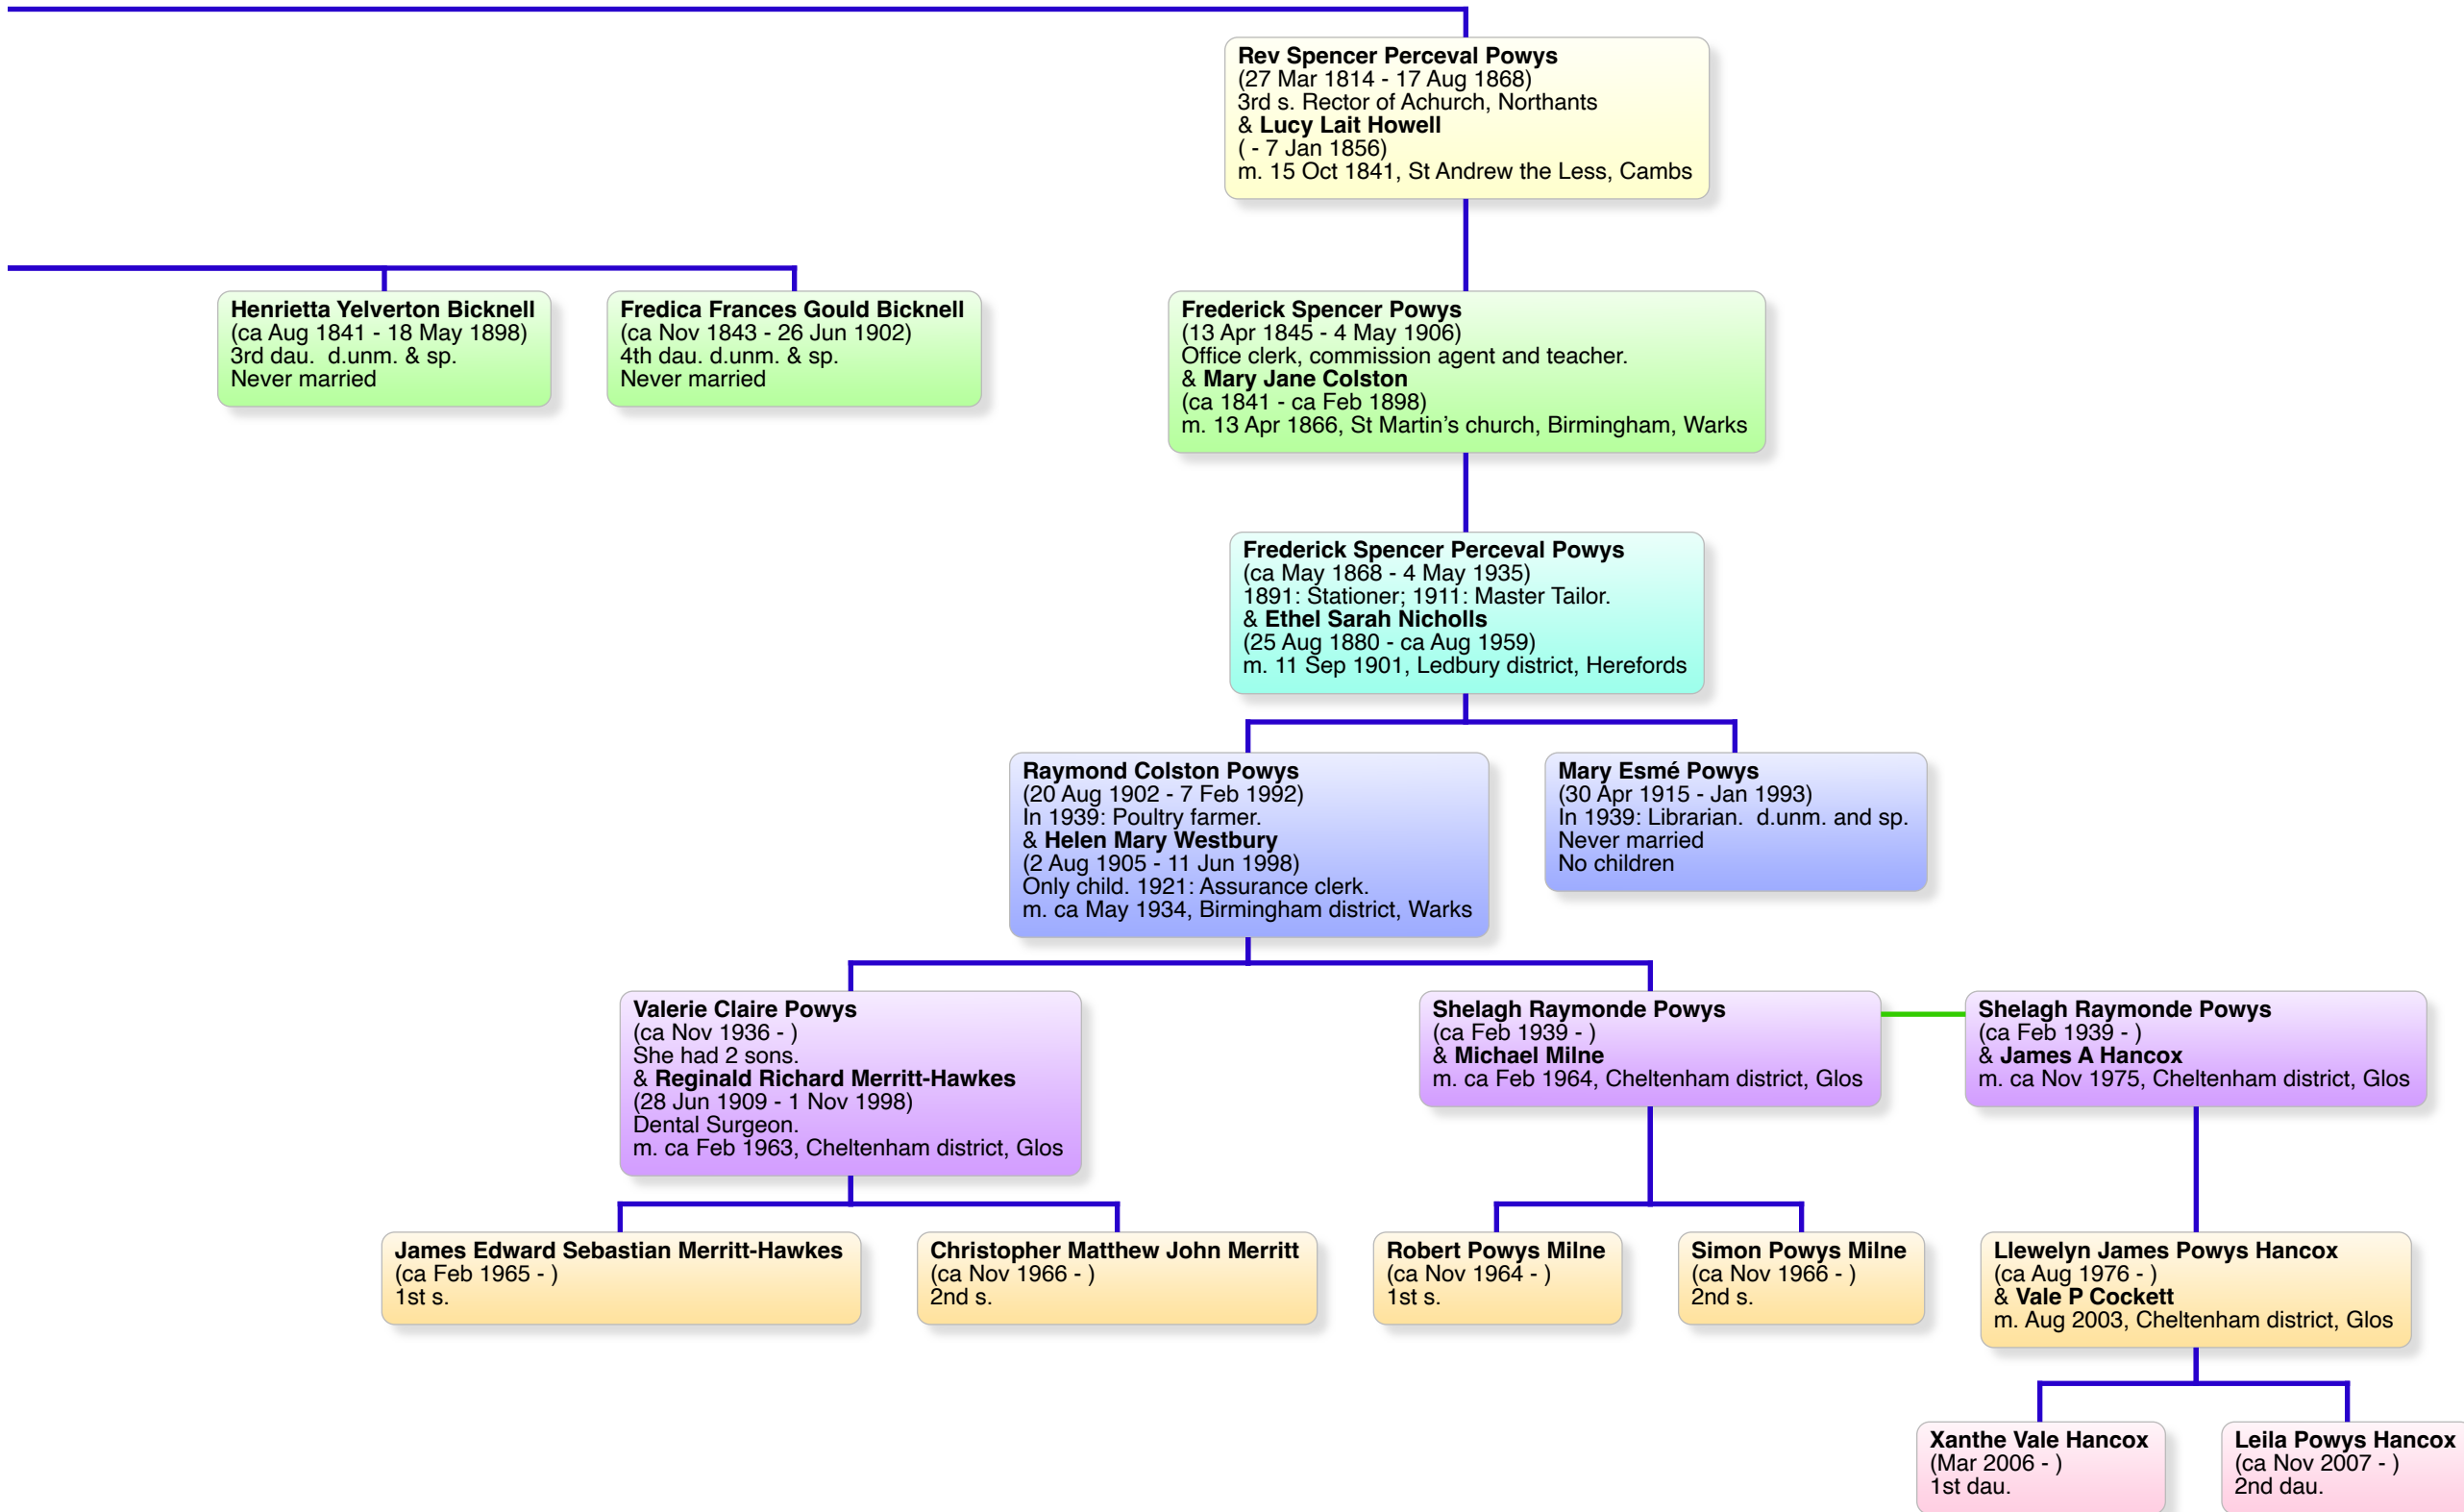 Rev Spencer Perceval Powys
(27 Mar 1814 - 17 Aug 1868)
3rd s. Rector of Achurch, Northants
& Lucy Lait Howell
( - 7 Jan 1856)
m. 15 Oct 1841, St Andrew the Less, Cambs
Henrietta Yelverton Bicknell
(ca Aug 1841 - 18 May 1898)
3rd dau.  d.unm. & sp.
Never married
Fredica Frances Gould Bicknell
(ca Nov 1843 - 26 Jun 1902)
4th dau. d.unm. & sp.
Never married
Frederick Spencer Powys
(13 Apr 1845 - 4 May 1906)
Office clerk, commission agent and teacher.
& Mary Jane Colston
(ca 1841 - ca Feb 1898)
m. 13 Apr 1866, St Martin's church, Birmingham, Warks
Frederick Spencer Perceval Powys
(ca May 1868 - 4 May 1935)
1891: Stationer; 1911: Master Tailor.
& Ethel Sarah Nicholls
(25 Aug 1880 - ca Aug 1959)
m. 11 Sep 1901, Ledbury district, Herefords
Raymond Colston Powys
(20 Aug 1902 - 7 Feb 1992)
In 1939: Poultry farmer.
& Helen Mary Westbury
(2 Aug 1905 - 11 Jun 1998)
Only child. 1921: Assurance clerk.
m. ca May 1934, Birmingham district, Warks
Mary Esmé Powys
(30 Apr 1915 - Jan 1993)
In 1939: Librarian.  d.unm. and sp.
Never married
No children
Valerie Claire Powys
(ca Nov 1936 - )
She had 2 sons.
& Reginald Richard Merritt-Hawkes
(28 Jun 1909 - 1 Nov 1998)
Dental Surgeon.
m. ca Feb 1963, Cheltenham district, Glos
Shelagh Raymonde Powys
(ca Feb 1939 - )
& Michael Milne
m. ca Feb 1964, Cheltenham district, Glos
Shelagh Raymonde Powys
(ca Feb 1939 - )
& James A Hancox
m. ca Nov 1975, Cheltenham district, Glos
James Edward Sebastian Merritt-Hawkes
(ca Feb 1965 - )
1st s.
Christopher Matthew John Merritt
(ca Nov 1966 - )
2nd s.
Robert Powys Milne
(ca Nov 1964 - )
1st s.
Simon Powys Milne
(ca Nov 1966 - )
2nd s.
Llewelyn James Powys Hancox
(ca Aug 1976 - )
& Vale P Cockett
m. Aug 2003, Cheltenham district, Glos
Xanthe Vale Hancox
(Mar 2006 - )
1st dau.
Leila Powys Hancox
(ca Nov 2007 - )
2nd dau.